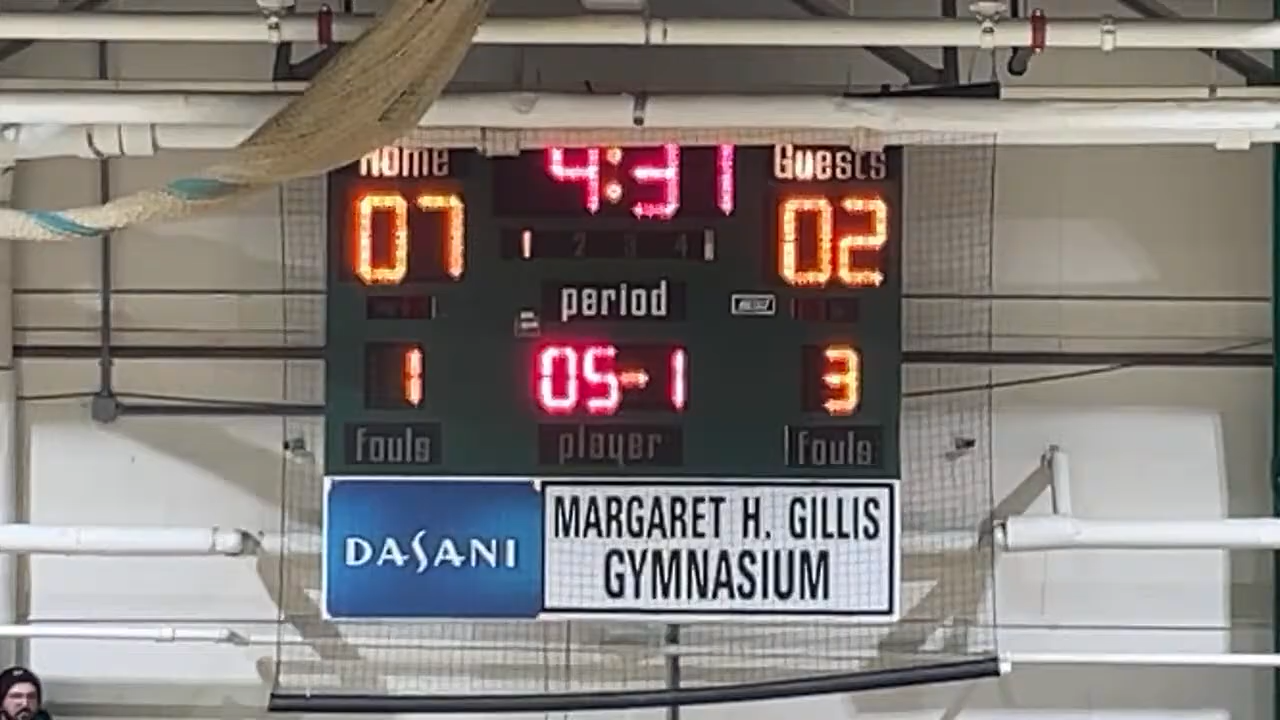 Home 4:31 Guests
07 1 2 3 4 02
period
1 05-1 3
fouls player fouls
DASANI
MARGARET H. GILLIS
GYMNASIUM